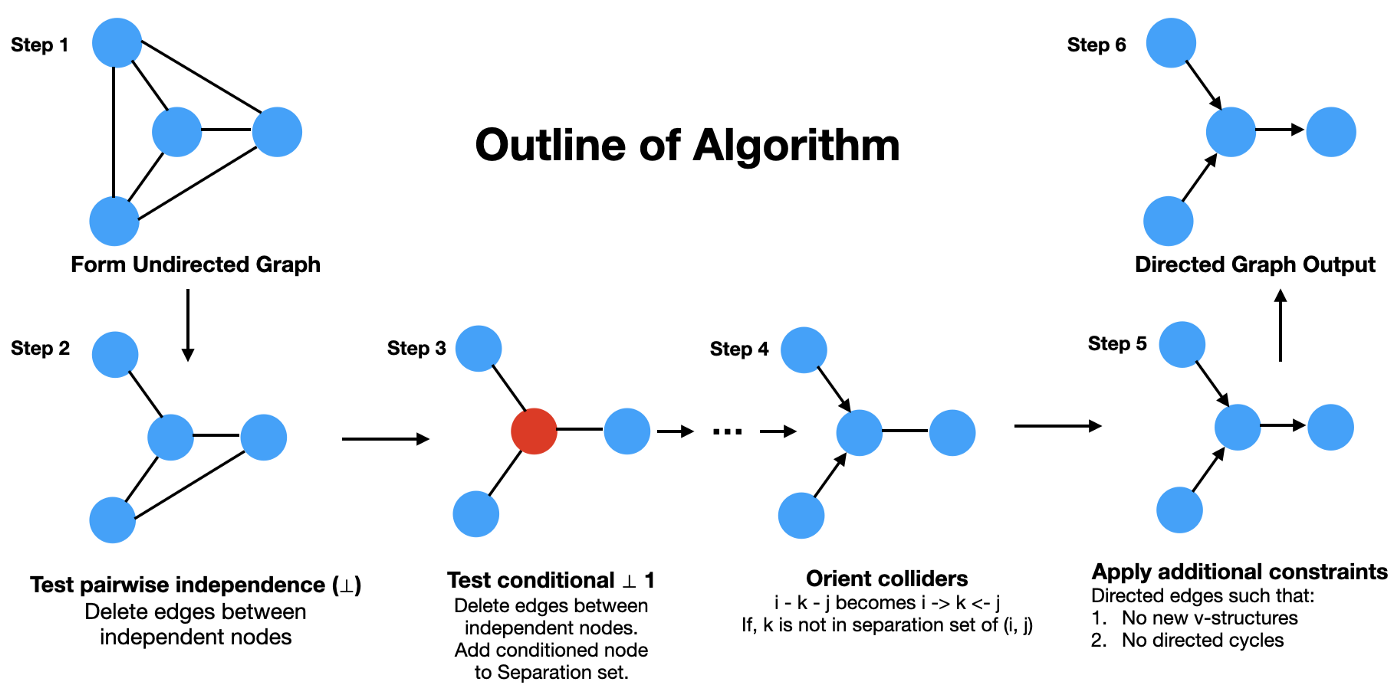 Outline of Algorithm
Step 1
Form Undirected Graph
Step 2
Test pairwise independence (⊥)
Delete edges between
independent nodes
Step 3
Test conditional ⊥ 1
Delete edges between
independent nodes.
Add conditioned node
to Separation set.
...
Step 4
Orient colliders
i - k - j becomes i -> k <- j
If, k is not in separation set of (i, j)
Step 5
Apply additional constraints
Directed edges such that:
1. No new v-structures
2. No directed cycles
Step 6
Directed Graph Output